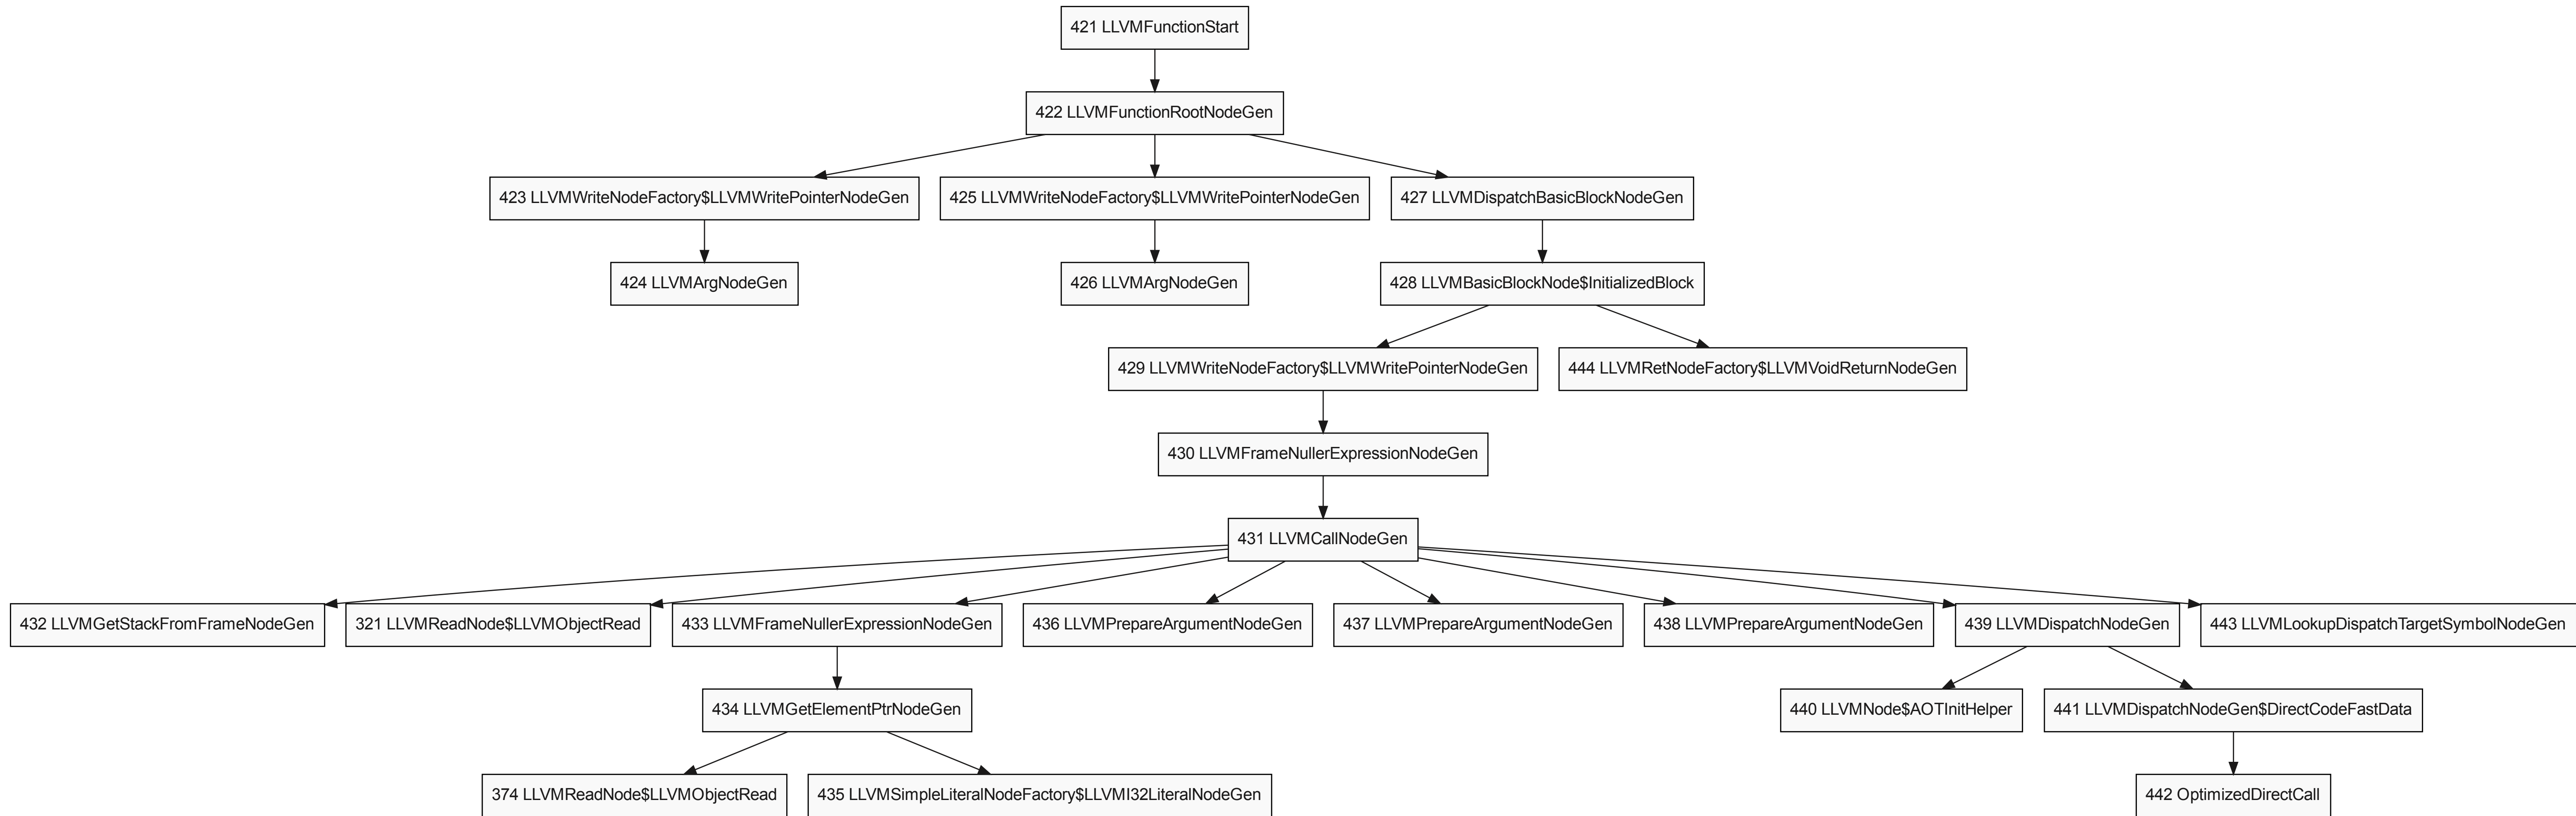 421 LLVMFunctionStart
422 LLVMFunctionRootNodeGen
423 LLVMWriteNodeFactory$LLVMWritePointerNodeGen
425 LLVMWriteNodeFactory$LLVMWritePointerNodeGen
427 LLVMDispatchBasicBlockNodeGen
424 LLVMArgNodeGen
426 LLVMArgNodeGen
428 LLVMBasicBlockNode$InitializedBlock
429 LLVMWriteNodeFactory$LLVMWritePointerNodeGen
444 LLVMRetNodeFactory$LLVMVoidReturnNodeGen
430 LLVMFrameNullerExpressionNodeGen
431 LLVMCallNodeGen
432 LLVMGetStackFromFrameNodeGen
321 LLVMReadNode$LLVMObjectRead
433 LLVMFrameNullerExpressionNodeGen
436 LLVMPrepareArgumentNodeGen
437 LLVMPrepareArgumentNodeGen
438 LLVMPrepareArgumentNodeGen
439 LLVMDispatchNodeGen
443 LLVMLookupDispatchTargetSymbolNodeGen
434 LLVMGetElementPtrNodeGen
440 LLVMNode$AOTInitHelper
441 LLVMDispatchNodeGen$DirectCodeFastData
374 LLVMReadNode$LLVMObjectRead
435 LLVMSimpleLiteralNodeFactory$LLVMI32LiteralNodeGen
442 OptimizedDirectCall